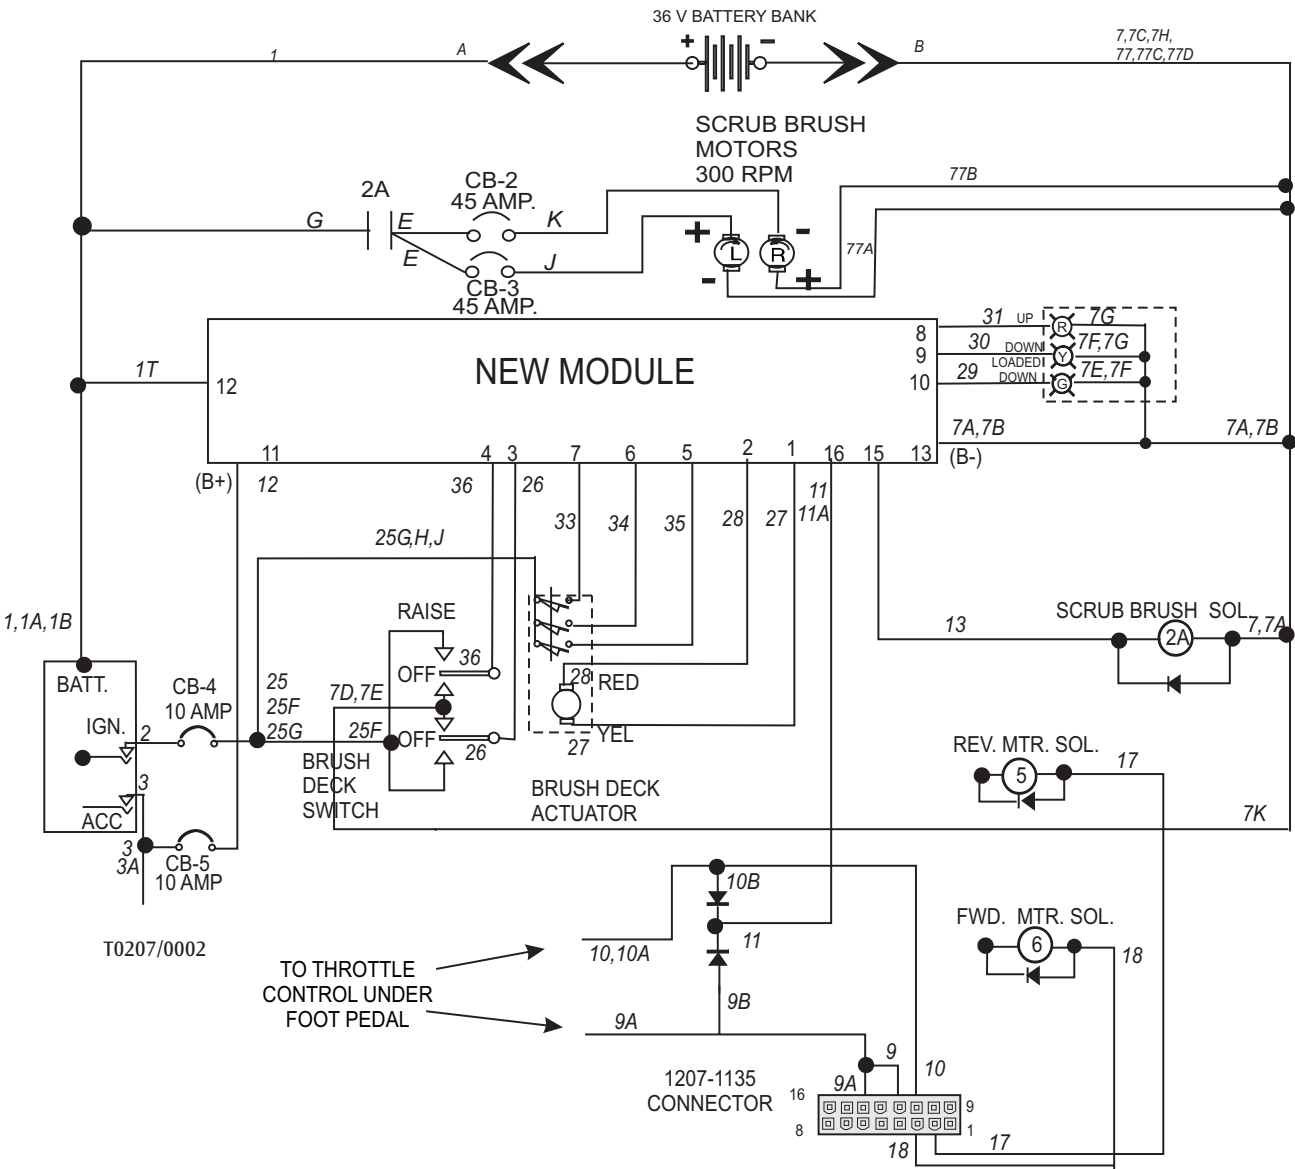 36 V BATTERY BANK
+
-
1
A
B
7,7C,7H,
77,77C,77D
SCRUB BRUSH
MOTORS
300 RPM
77B
2A
CB-2
45 AMP.
G
E
K
E
J
CB-3
45 AMP.
+
L
R
-
77A
-
+
31
UP
R
7G
8
30
DOWN
Y
7F,7G
9
LOADED
29
DOWN
G
7E,7F
10
NEW MODULE
1T
12
7A,7B
7A,7B
11
4
3
7
6
5
2
1
16
15
13
(B-)
(B+)
12
36
26
33
34
35
28
27
11
11A
25G,H,J
1,1A,1B
RAISE
SCRUB BRUSH SOL.
13
2A
7,7A
36
OFF
BATT.
CB-4
10 AMP
25
25F
25G
7D,7E
28
RED
IGN.
2
25F
OFF
26
27
YEL
BRUSH
DECK
SWITCH
REV. MTR. SOL.
5
17
BRUSH DECK
ACTUATOR
3
ACC
7K
3
3A
CB-5
10 AMP
10B
T0207/0002
11
10,10A
FWD. MTR. SOL.
6
18
TO THROTTLE
CONTROL UNDER
FOOT PEDAL
9B
9A
9
10
9A
1207-1135
CONNECTOR
16
9
8
1
18
17